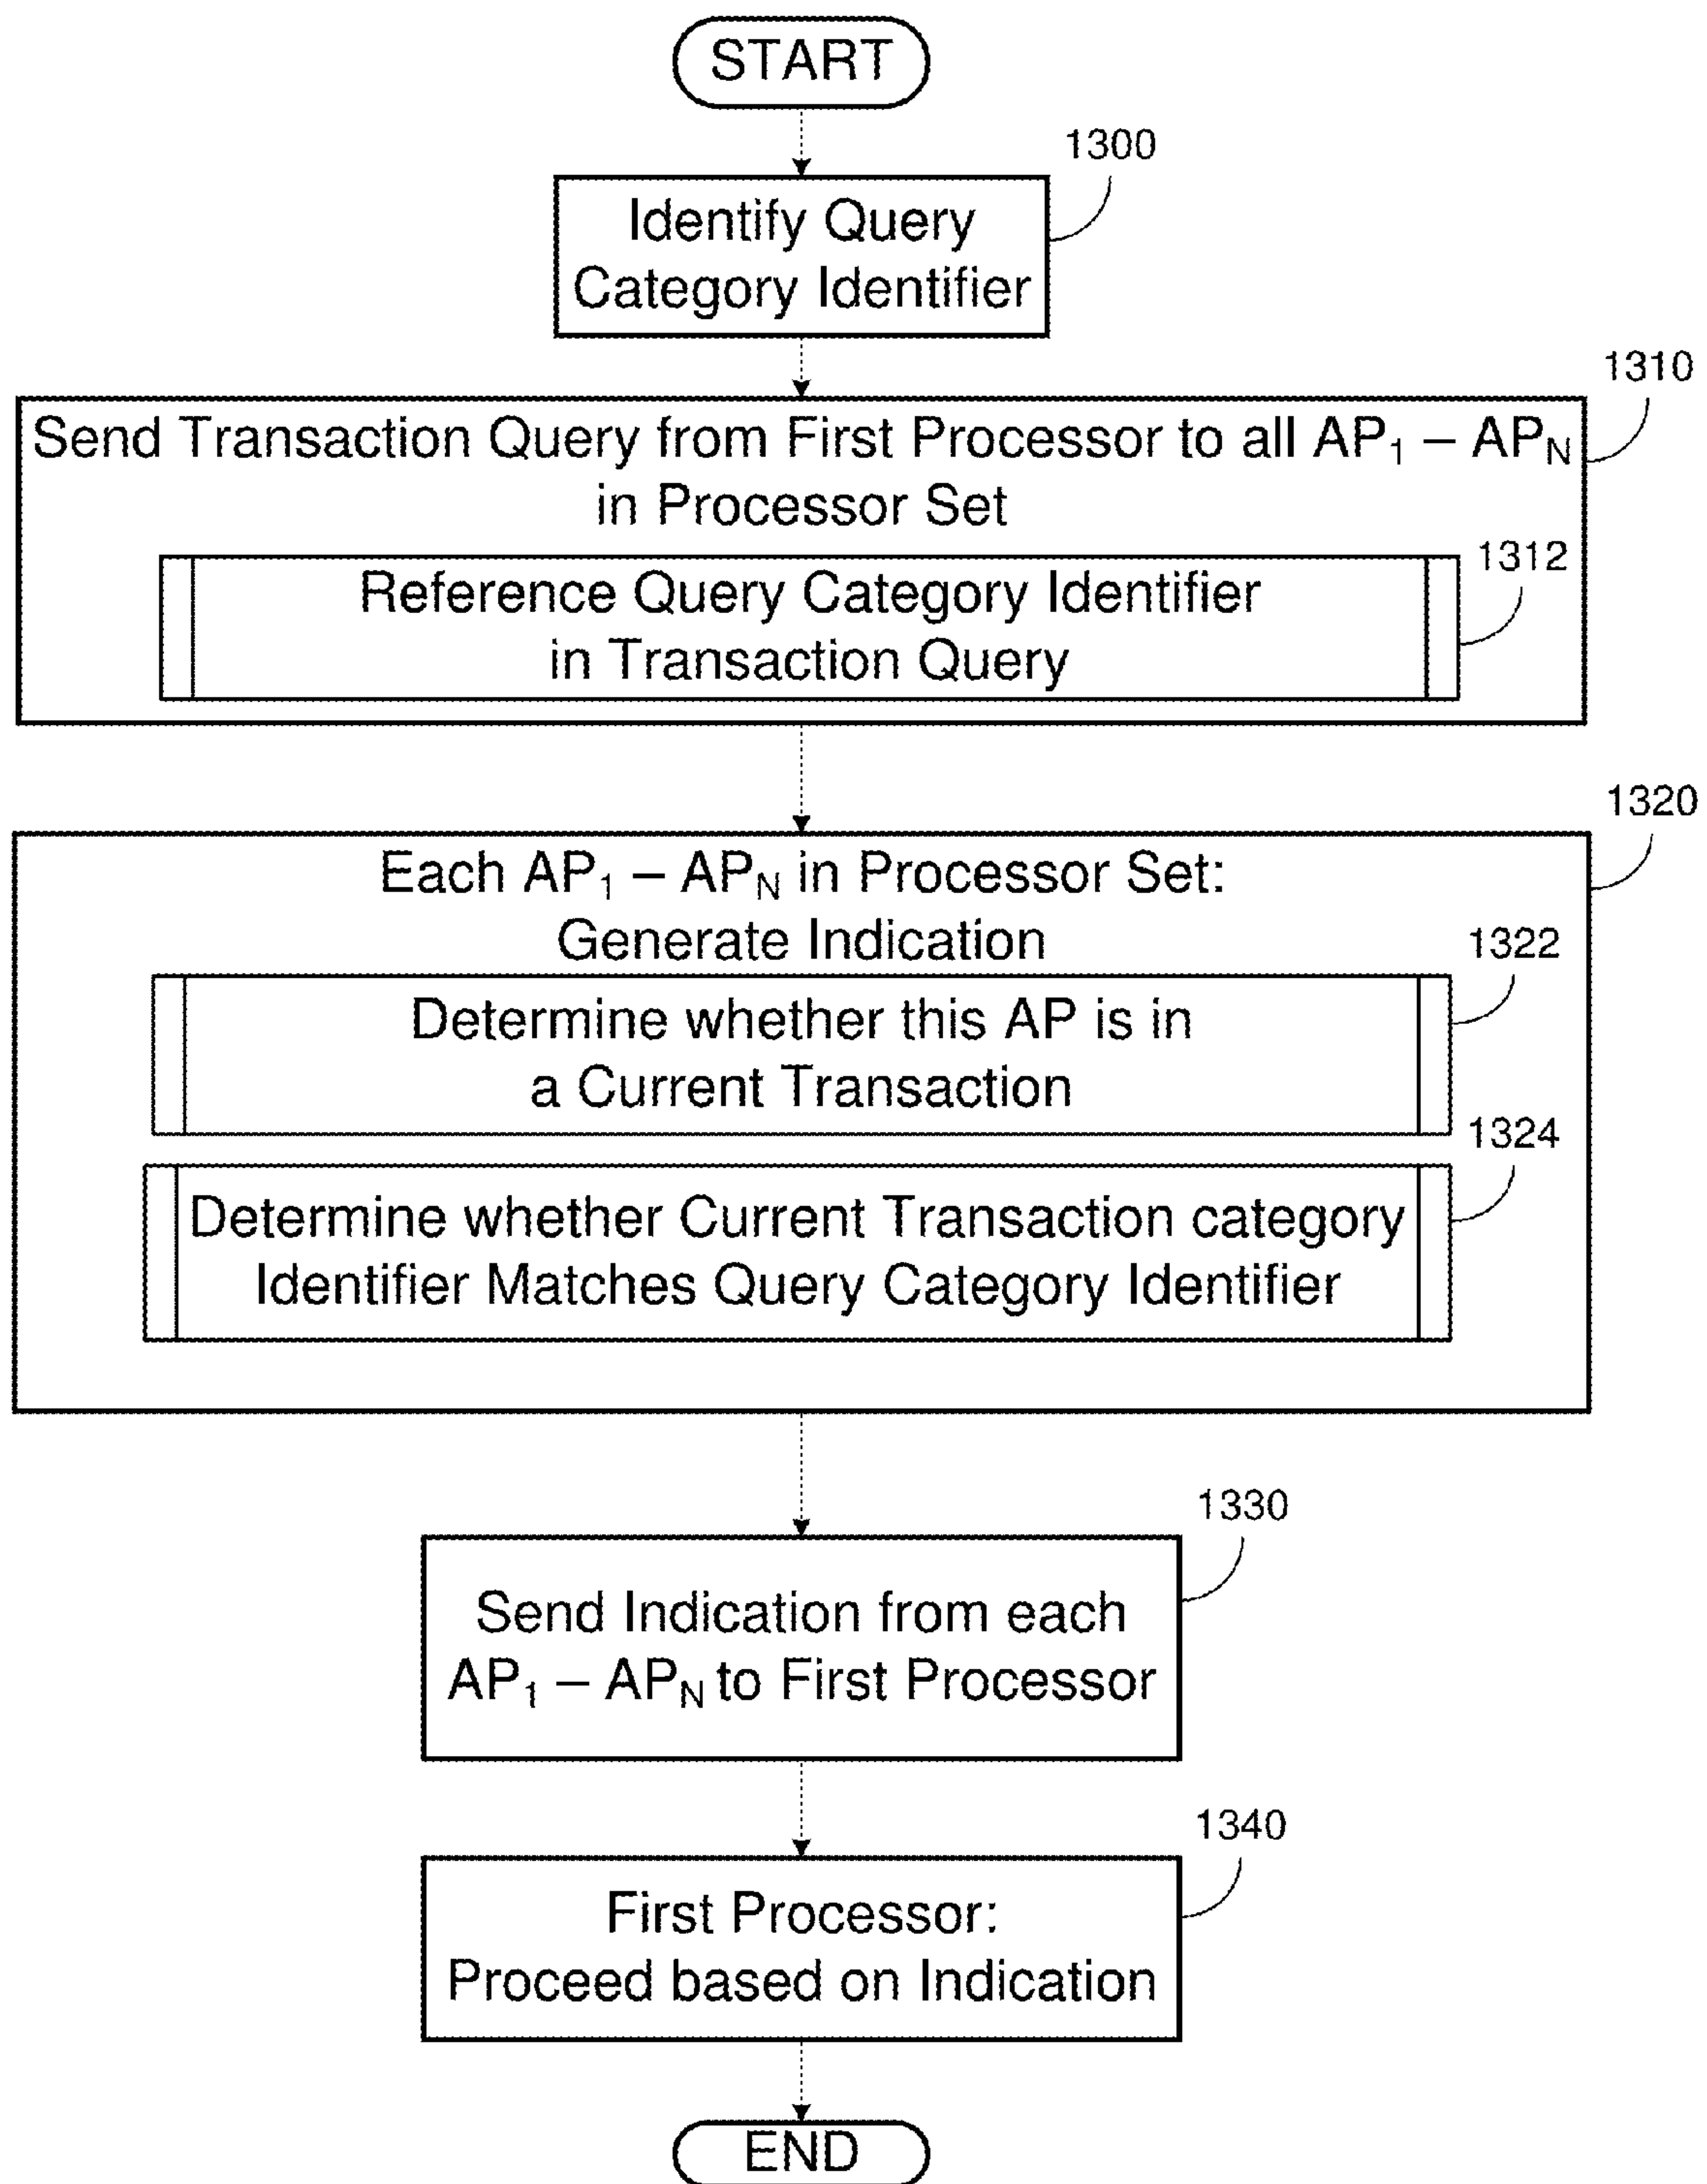 START
1300
Identify Query
Category Identifier
1310
Send Transaction Query from First Processor to all AP₁ – APN
in Processor Set
1312
Reference Query Category Identifier
in Transaction Query
1320
Each AP₁ – APN in Processor Set:
Generate Indication
1322
Determine whether this AP is in
a Current Transaction
1324
Determine whether Current Transaction category
Identifier Matches Query Category Identifier
1330
Send Indication from each
AP₁ – APN to First Processor
1340
First Processor:
Proceed based on Indication
END